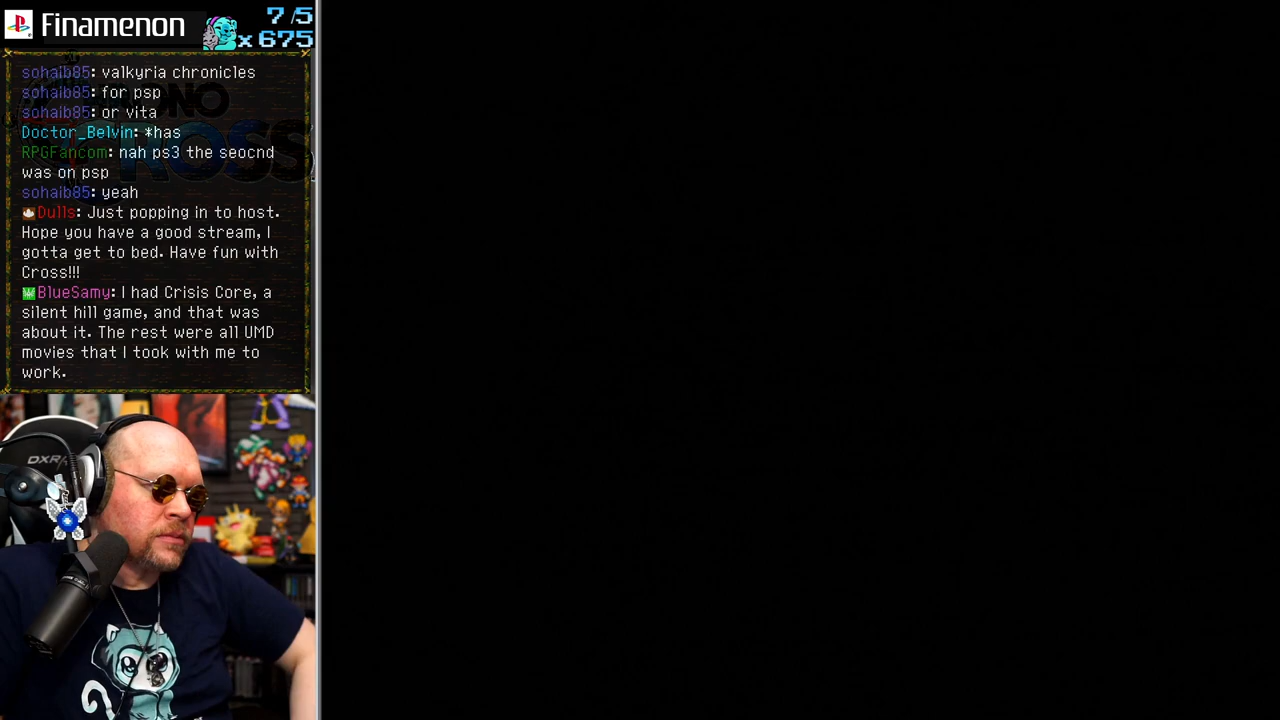 Finamenon
7/5
x675
sohaib85: valkyria chronicles
sohaib85: for psp
sohaib85: or vita
Doctor_Belvin: *has
RPGFancom: nah ps3 the seocnd
was on psp
sohaib85: yeah
Dulls: Just popping in to host.
Hope you have a good stream, I
gotta get to bed. Have fun with
Cross!!!
BlueSamy: I had Crisis Core, a
silent hill game, and that was
about it. The rest were all UMD
movies that I took with me to
work.
CROSS